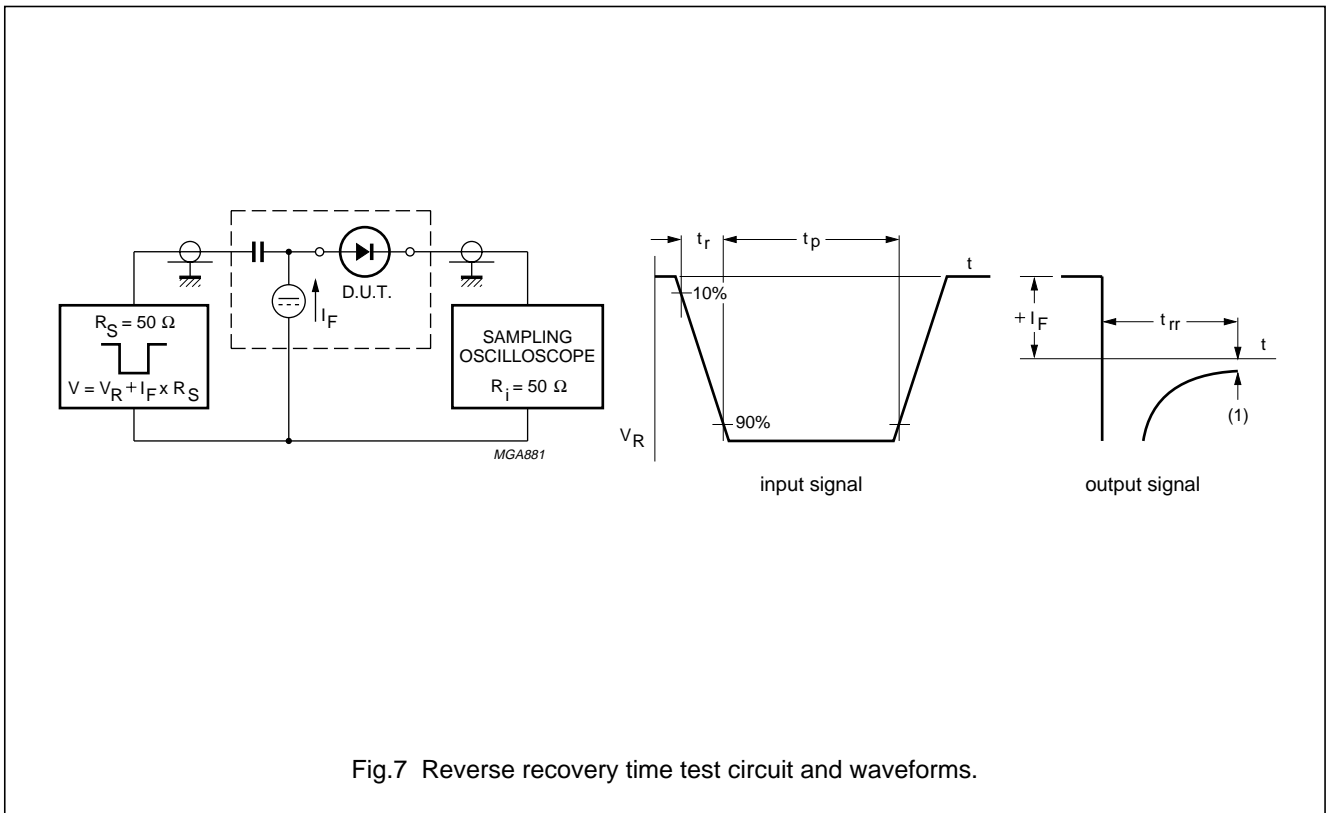 R_S = 50 Ω
V = V_R + I_F x R_S
I_F
D.U.T.
SAMPLING
OSCILLOSCOPE
R_i = 50 Ω
MGA881
t_r
t_p
t
10%
90%
V_R
input signal
+ I_F
t_rr
t
(1)
output signal
Fig.7 Reverse recovery time test circuit and waveforms.